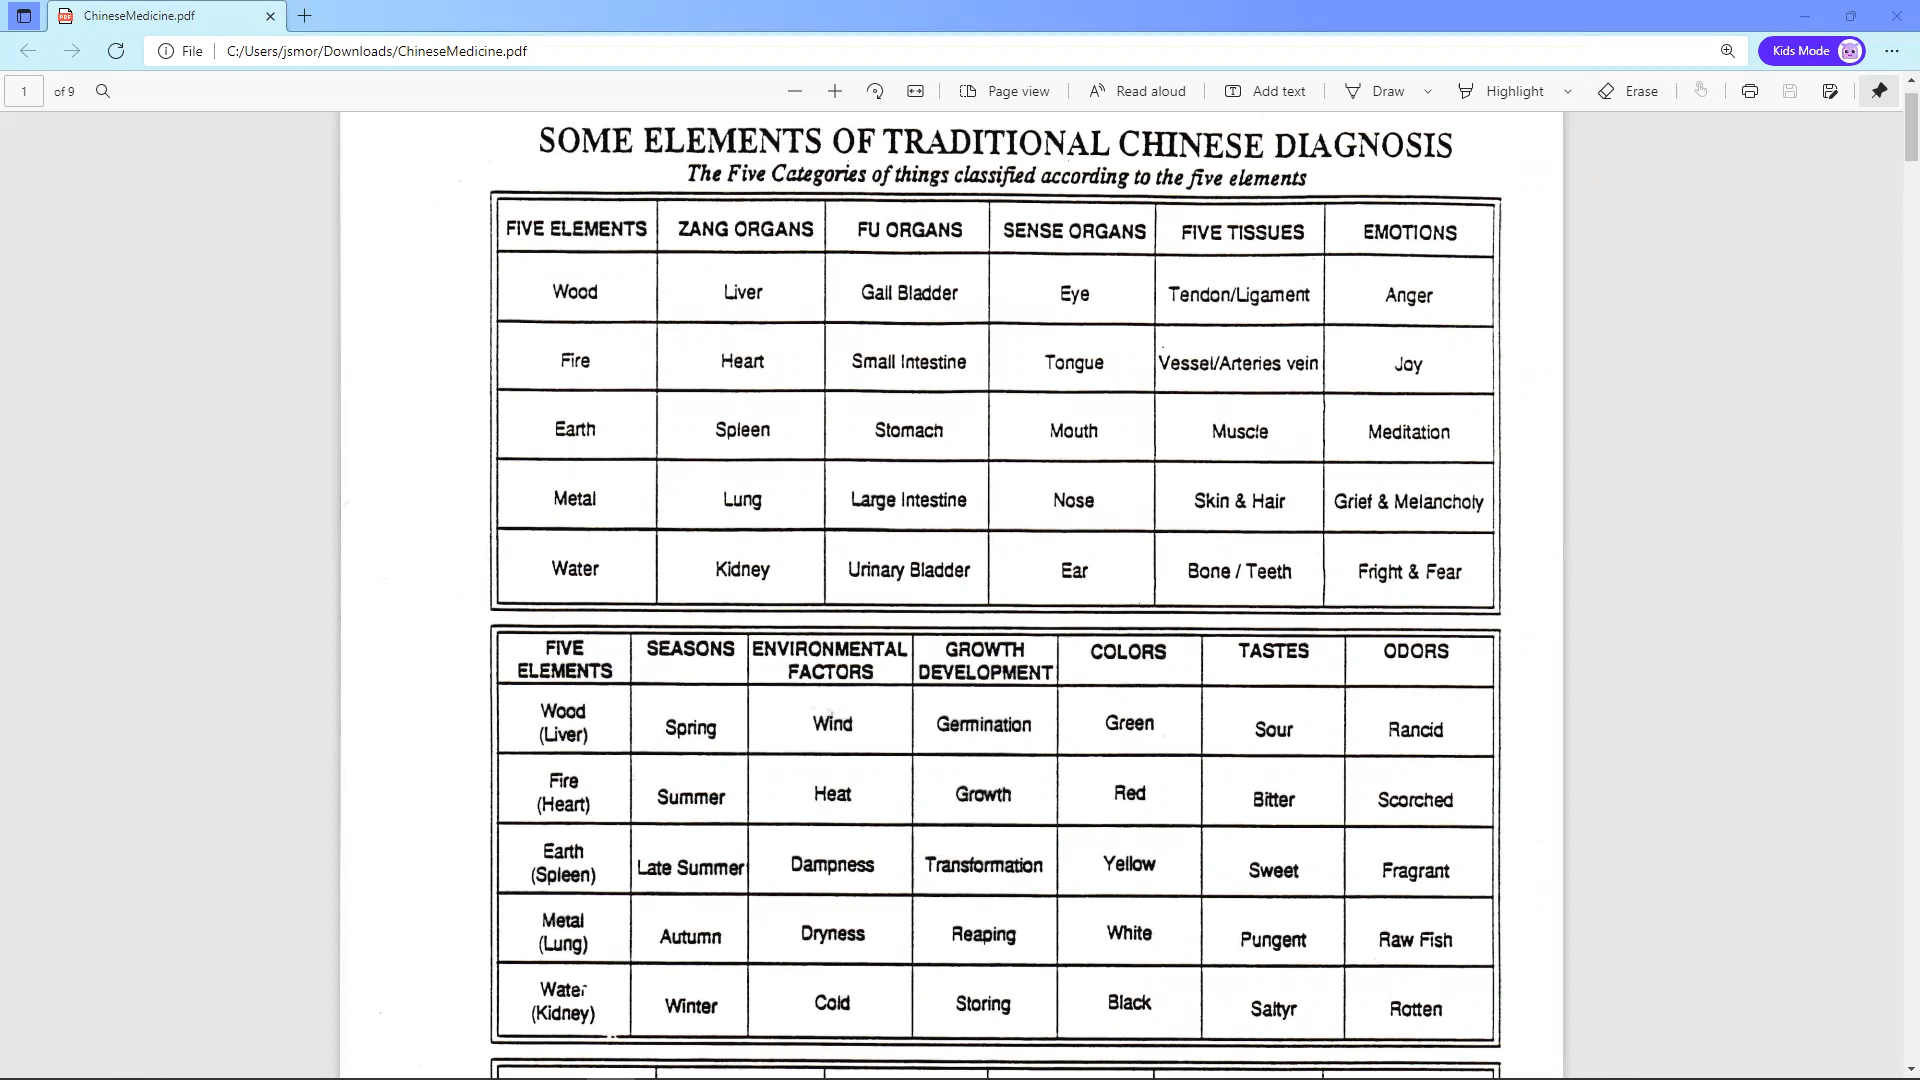 ChineseMedicine.pdf
File C:/Users/jsmor/Downloads/ChineseMedicine.pdf Kids Mode
1 of 9 Page view Read aloud Add text Draw Highlight Erase
SOME ELEMENTS OF TRADITIONAL CHINESE DIAGNOSIS
The Five Categories of things classified according to the five elements
FIVE ELEMENTS ZANG ORGANS FU ORGANS SENSE ORGANS FIVE TISSUES EMOTIONS
Wood Liver Gall Bladder Eye Tendon/Ligament Anger
Fire Heart Small Intestine Tongue Vessel/Arteries vein Joy
Earth Spleen Stomach Mouth Muscle Meditation
Metal Lung Large Intestine Nose Skin & Hair Grief & Melancholy
Water Kidney Urinary Bladder Ear Bone / Teeth Fright & Fear
FIVE ELEMENTS SEASONS ENVIRONMENTAL FACTORS GROWTH DEVELOPMENT COLORS TASTES ODORS
Wood (Liver) Spring Wind Germination Green Sour Rancid
Fire (Heart) Summer Heat Growth Red Bitter Scorched
Earth (Spleen) Late Summer Dampness Transformation Yellow Sweet Fragrant
Metal (Lung) Autumn Dryness Reaping White Pungent Raw Fish
Water (Kidney) Winter Cold Storing Black Saltyr Rotten